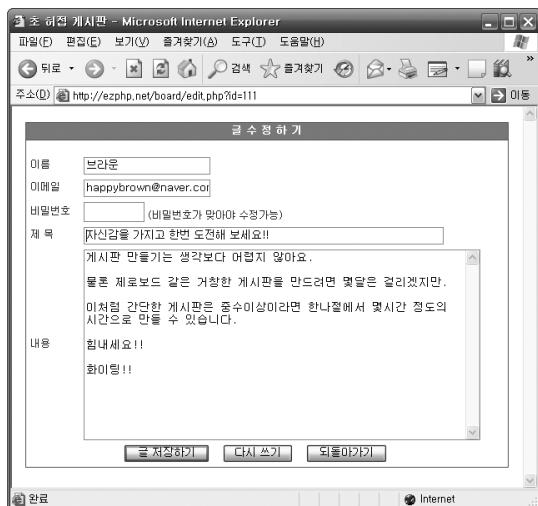 초 허접 게시판 - Microsoft Internet Explorer
파일(F) 편집(E) 보기(V) 즐겨찾기(A) 도구(T) 도움말(H)
뒤로 검색 즐겨찾기 »
주소(D) http://ezphp.net/board/edit.php?id=111 이동
글 수 정 하 기
이름 브라운
이메일 happybrown@naver.cor
비밀번호 (비밀번호가 맞아야 수정가능)
제 목 자신감을 가지고 한번 도전해 보세요!!
게시판 만들기는 생각보다 어렵지 않아요.
물론 제로보드 같은 거창한 게시판을 만드려면 몇달은 걸리겠지만.
이처럼 간단한 게시판은 중수이상이라면 한나절에서 몇시간 정도의
시간으로 만들 수 있습니다.
내용 힘내세요!!
화이팅!!
글 저장하기 다시 쓰기 되돌아가기
완료 Internet